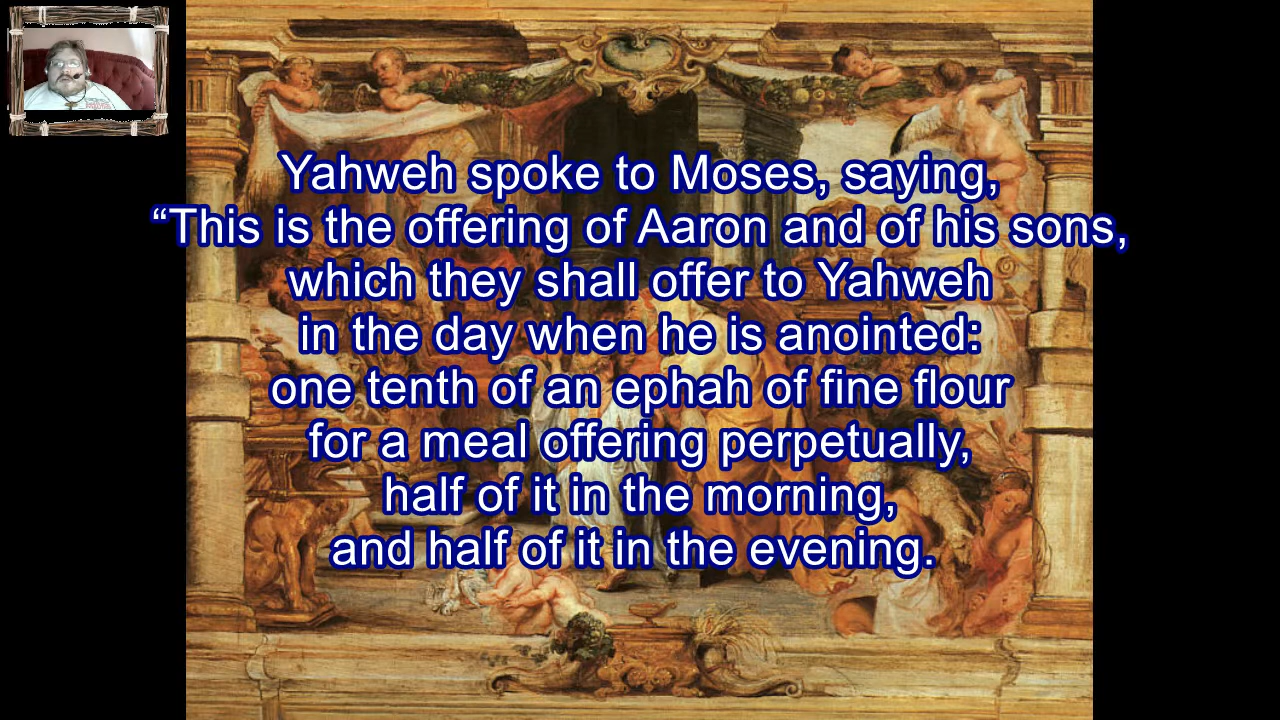 Yahweh spoke to Moses, saying,
“This is the offering of Aaron and of his sons,
which they shall offer to Yahweh
in the day when he is anointed:
one tenth of an ephah of fine flour
for a meal offering perpetually,
half of it in the morning,
and half of it in the evening.